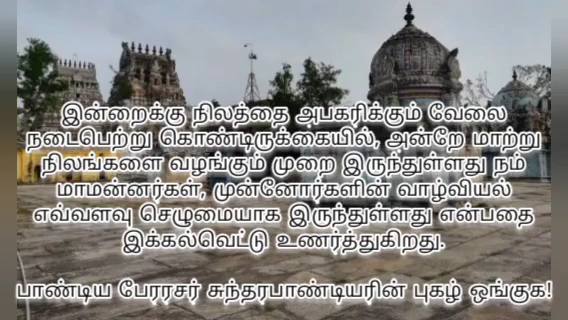 இன்றைக்கு நிலத்தை அபகரிக்கும் வேலை
நடைபெற்று கொண்டிருக்கையில், அன்றே மாற்று
நிலங்களை வழங்கும் முறை இருந்துள்ளது நம்
மாமன்னர்கள், முன்னோர்களின் வாழ்வியல்
எவ்வளவு செழுமையாக இருந்துள்ளது என்பதை
இக்கல்வெட்டு உணர்த்துகிறது.
பாண்டிய பேரரசர் சுந்தரபாண்டியரின் புகழ் ஒங்குக!